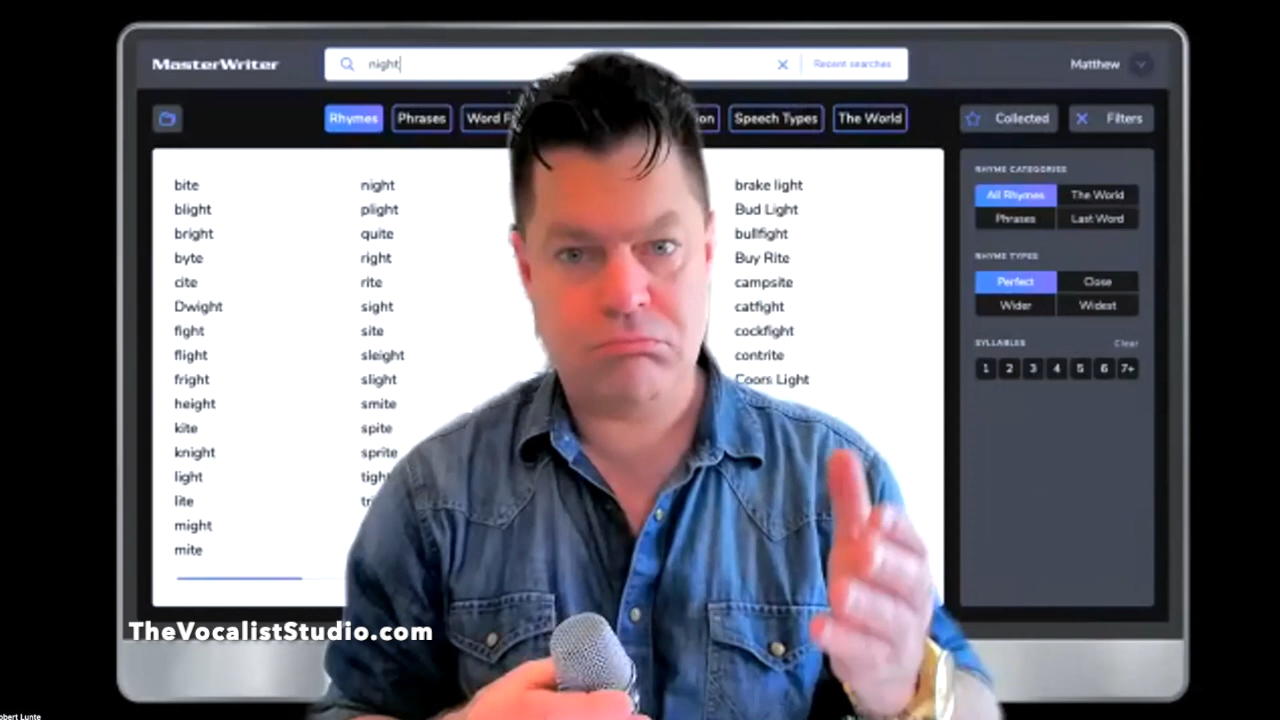 MasterWriter
night
Recent searches
Matthew
Rhymes
Phrases
Word
Speech Types
The World
Collected
Filters
bite
blight
bright
byte
cite
Dwight
fight
flight
fright
height
kite
knight
light
lite
might
mite
night
plight
quite
right
rite
sight
site
sleight
slight
smite
spite
sprite
brake light
Bud Light
bullfight
Buy Rite
campsite
catfight
cockfight
contrite
Coors Light
RHYME CATEGORIES
All Rhymes
The World
Phrases
Last Word
RHYME TYPES
Perfect
Close
Wider
Widest
SYLLABLES
Clear
1 2 3 4 5 6 7+
TheVocalistStudio.com
obert Lunte